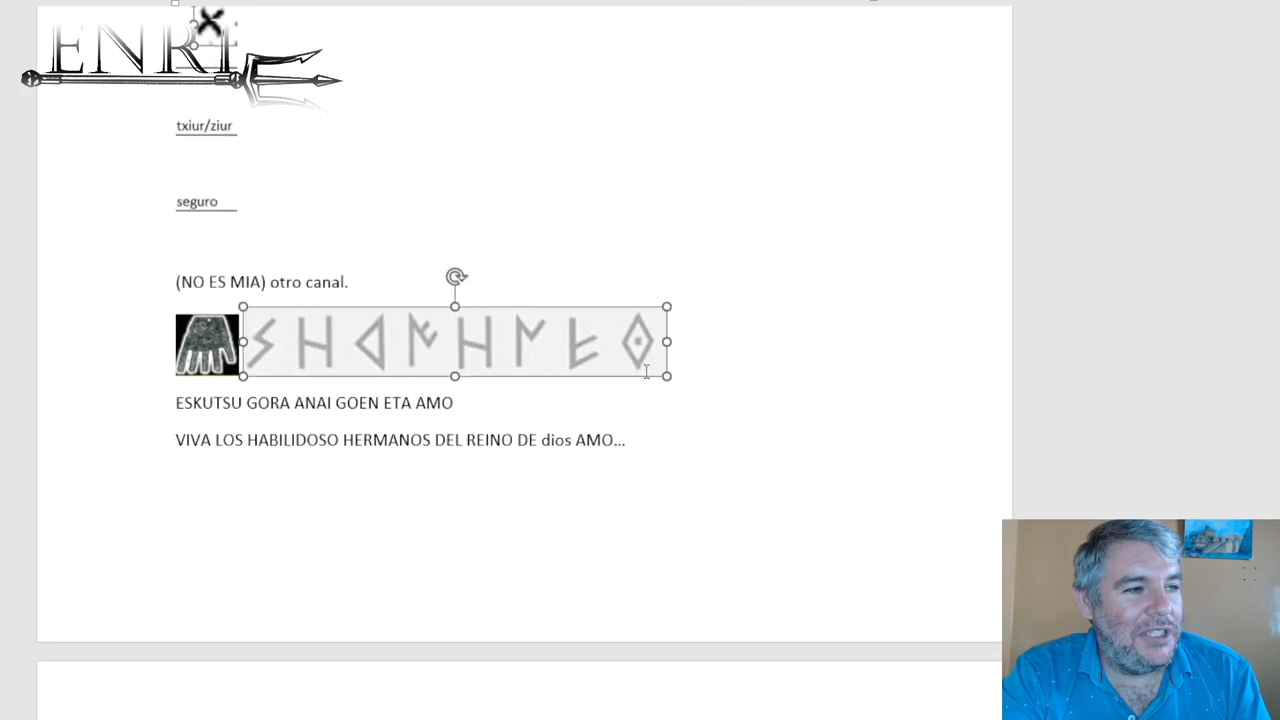 ENRI
txiur/ziur
seguro
(NO ES MIA) otro canal.
ESKUTSU GORA ANAI GOEN ETA AMO
VIVA LOS HABILIDOSO HERMANOS DEL REINO DE dios AMO...